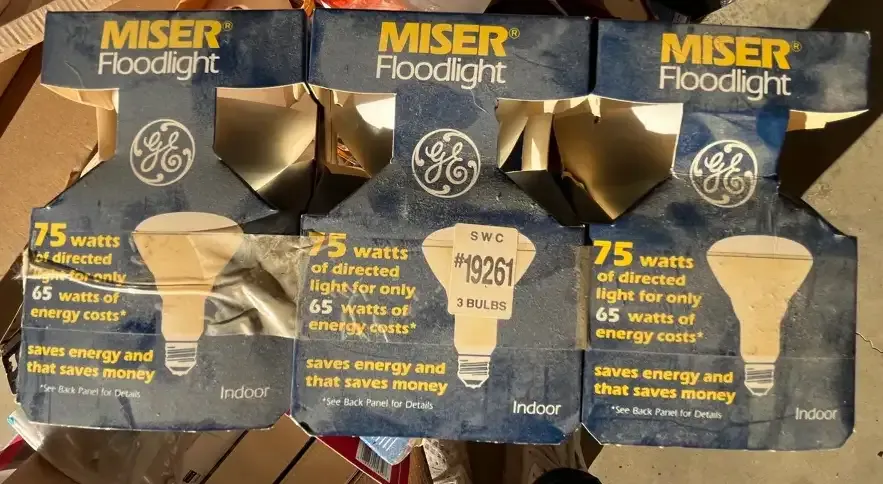 MISER®
Floodlight
GE
75 watts
of directed
light for only
65 watts of
energy costs*
saves energy and
that saves money
*See Back Panel for Details
Indoor
MISER®
Floodlight
GE
75 watts
of directed
light for only
65 watts of
energy costs*
SWC
#19261
3 BULBS
saves energy and
that saves money
*See Back Panel for Details
Indoor
MISER®
Floodlight
GE
75 watts
of directed
light for only
65 watts of
energy costs*
saves energy and
that saves money
*See Back Panel for Details
Indoor